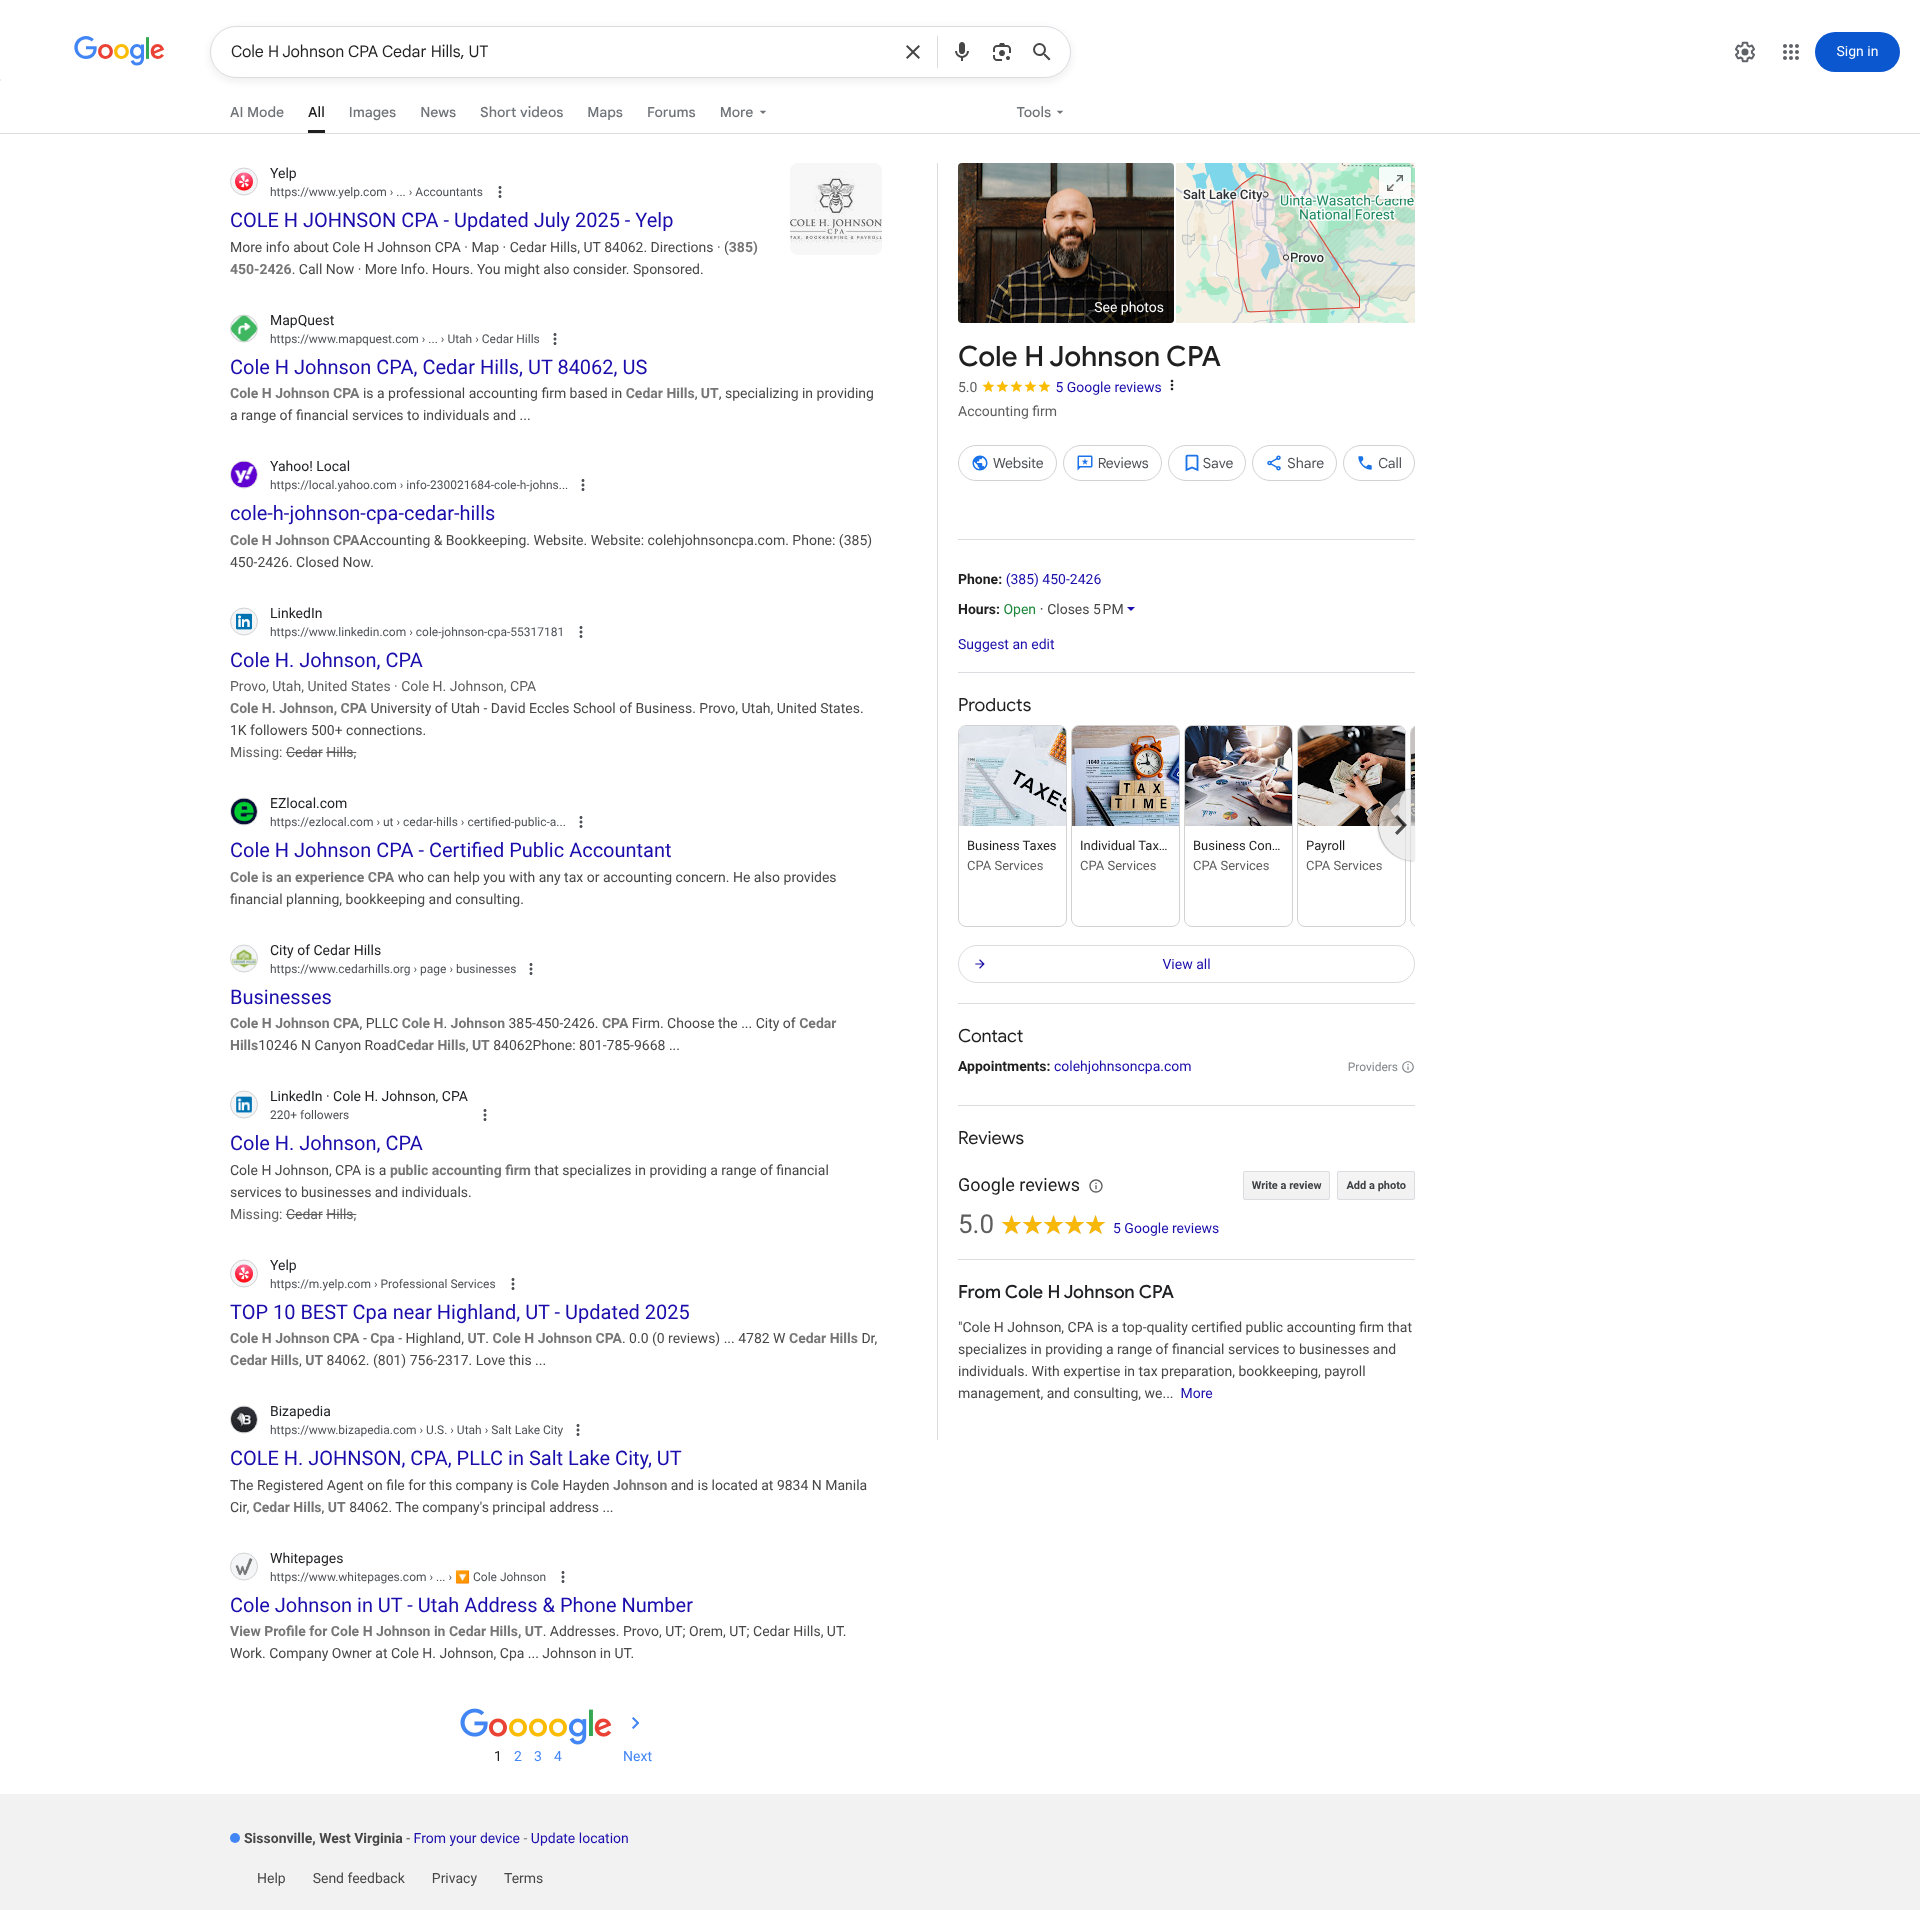 Google
Cole H Johnson CPA Cedar Hills, UT
Sign in
AI Mode
All
Images
News
Short videos
Maps
Forums
More
Tools
Yelp
https://www.yelp.com › ... › Accountants
COLE H JOHNSON CPA - Updated July 2025 - Yelp
More info about Cole H Johnson CPA · Map · Cedar Hills, UT 84062. Directions · (385)
450-2426. Call Now · More Info. Hours. You might also consider. Sponsored.
COLE H. JOHNSON
CPA
TAX, BOOKKEEPING & PAYROLL
MapQuest
https://www.mapquest.com › ... › Utah › Cedar Hills
Cole H Johnson CPA, Cedar Hills, UT 84062, US
Cole H Johnson CPA is a professional accounting firm based in Cedar Hills, UT, specializing in providing
a range of financial services to individuals and ...
Yahoo! Local
https://local.yahoo.com › info-230021684-cole-h-johns...
cole-h-johnson-cpa-cedar-hills
Cole H Johnson CPAAccounting & Bookkeeping. Website. Website: colehjohnsoncpa.com. Phone: (385)
450-2426. Closed Now.
LinkedIn
https://www.linkedin.com › cole-johnson-cpa-55317181
Cole H. Johnson, CPA
Provo, Utah, United States · Cole H. Johnson, CPA
Cole H. Johnson, CPA University of Utah - David Eccles School of Business. Provo, Utah, United States.
1K followers 500+ connections.
Missing: Cedar Hills,
EZlocal.com
https://ezlocal.com › ut › cedar-hills › certified-public-a...
Cole H Johnson CPA - Certified Public Accountant
Cole is an experience CPA who can help you with any tax or accounting concern. He also provides
financial planning, bookkeeping and consulting.
City of Cedar Hills
https://www.cedarhills.org › page › businesses
Businesses
Cole H Johnson CPA, PLLC Cole H. Johnson 385-450-2426. CPA Firm. Choose the ... City of Cedar
Hills10246 N Canyon RoadCedar Hills, UT 84062Phone: 801-785-9668 ...
LinkedIn · Cole H. Johnson, CPA
220+ followers
Cole H. Johnson, CPA
Cole H Johnson, CPA is a public accounting firm that specializes in providing a range of financial
services to businesses and individuals.
Missing: Cedar Hills,
Yelp
https://m.yelp.com › Professional Services
TOP 10 BEST Cpa near Highland, UT - Updated 2025
Cole H Johnson CPA - Cpa - Highland, UT. Cole H Johnson CPA. 0.0 (0 reviews) ... 4782 W Cedar Hills Dr,
Cedar Hills, UT 84062. (801) 756-2317. Love this ...
Bizapedia
https://www.bizapedia.com › U.S. › Utah › Salt Lake City
COLE H. JOHNSON, CPA, PLLC in Salt Lake City, UT
The Registered Agent on file for this company is Cole Hayden Johnson and is located at 9834 N Manila
Cir, Cedar Hills, UT 84062. The company's principal address ...
Whitepages
https://www.whitepages.com › ... › 🔽 Cole Johnson
Cole Johnson in UT - Utah Address & Phone Number
View Profile for Cole H Johnson in Cedar Hills, UT. Addresses. Provo, UT; Orem, UT; Cedar Hills, UT.
Work. Company Owner at Cole H. Johnson, Cpa ... Johnson in UT.
See photos
Salt Lake City
Uinta-Wasatch-Cache
National Forest
Provo
Cole H Johnson CPA
5.0 5 Google reviews
Accounting firm
Website
Reviews
Save
Share
Call
Phone: (385) 450-2426
Hours: Open · Closes 5 PM
Suggest an edit
Products
TAXES
1040
TAX
TIME
Business Taxes
CPA Services
Individual Tax...
CPA Services
Business Con...
CPA Services
Payroll
CPA Services
View all
Contact
Appointments: colehjohnsoncpa.com
Providers
Reviews
Google reviews
Write a review
Add a photo
5.0 5 Google reviews
From Cole H Johnson CPA
"Cole H Johnson, CPA is a top-quality certified public accounting firm that
specializes in providing a range of financial services to businesses and
individuals. With expertise in tax preparation, bookkeeping, payroll
management, and consulting, we... More
Goooogle
1 2 3 4 Next
Sissonville, West Virginia - From your device - Update location
Help
Send feedback
Privacy
Terms